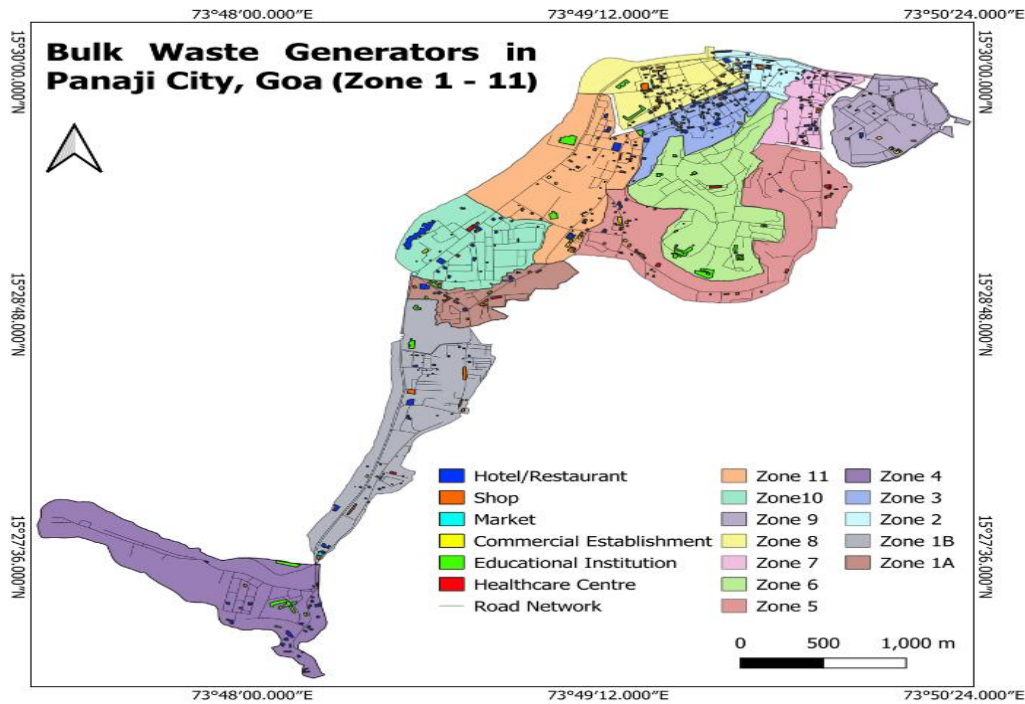 73°48'00.000"E 73°49'12.000"E 73°50'24.000"E
Bulk Waste Generators in
Panaji City, Goa (Zone 1 - 11)
15°30'00.000"N 15°30'00.000"N
15°28'48.000"N 15°28'48.000"N
15°27'36.000"N 15°27'36.000"N
Hotel/Restaurant
Shop
Market
Commercial Establishment
Educational Institution
Healthcare Centre
Road Network
Zone 11
Zone10
Zone 9
Zone 8
Zone 7
Zone 6
Zone 5
Zone 4
Zone 3
Zone 2
Zone 1B
Zone 1A
0 500 1,000 m
73°48'00.000"E 73°49'12.000"E 73°50'24.000"E